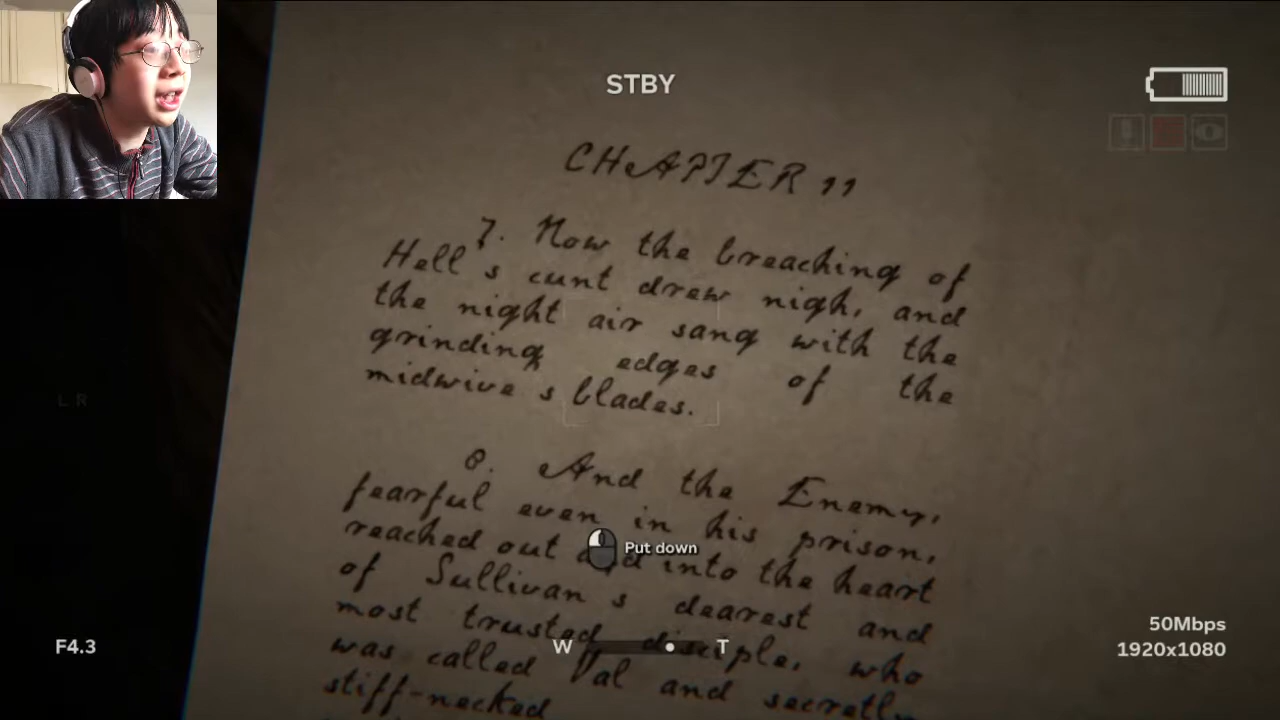 STBY
CHAPTER 11
7. Now the breaching of
Hell s cunt drew nigh, and
the night air sang with the
grinding edges of the
midwive s blades.
8. And the Enemy,
fearful even in his prison,
reached out and into the heart
of Sullivan s dearest and
most trusted disciple, who
was called Val and secretly
stiff-necked
Put down
L R
F4.3
W T
50Mbps
1920x1080